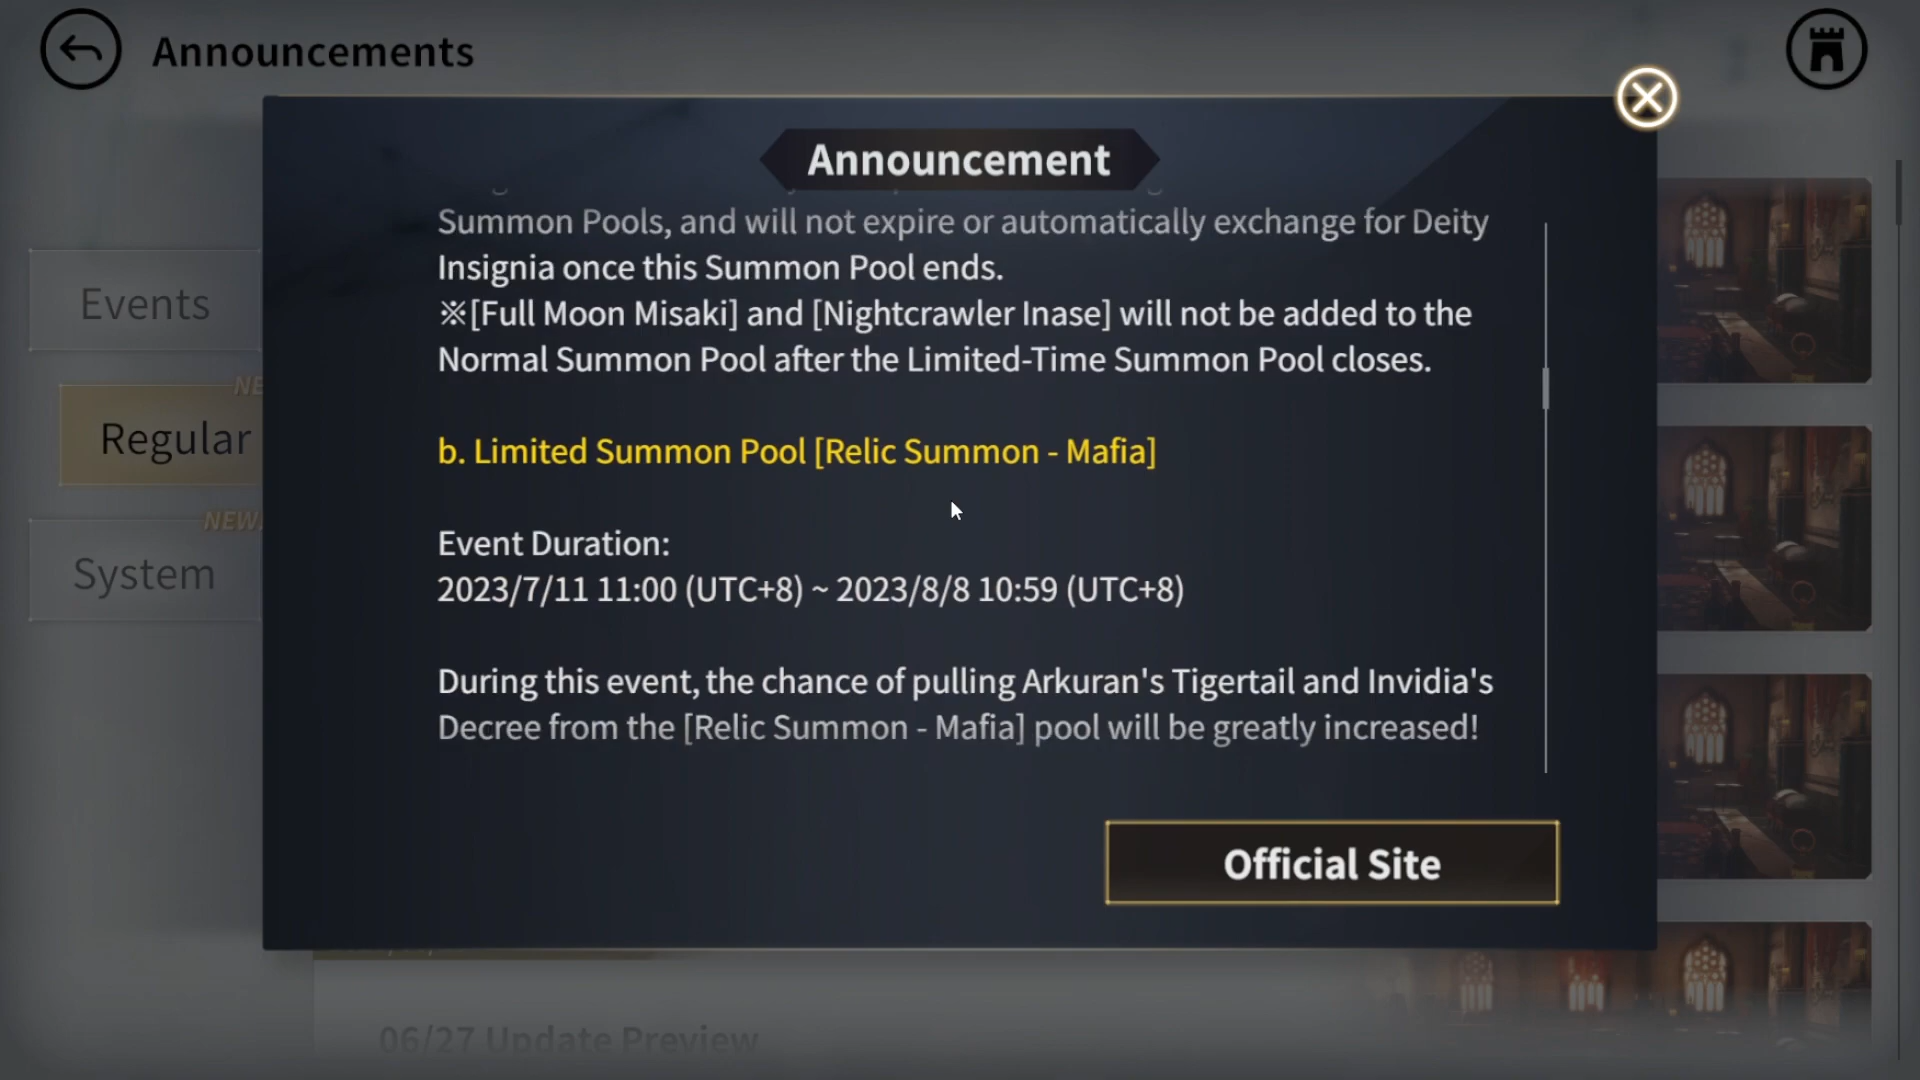 Announcements
Announcement
Summon Pools, and will not expire or automatically exchange for Deity
Insignia once this Summon Pool ends.
※[Full Moon Misaki] and [Nightcrawler Inase] will not be added to the
Normal Summon Pool after the Limited-Time Summon Pool closes.
b. Limited Summon Pool [Relic Summon - Mafia]
Event Duration:
2023/7/11 11:00 (UTC+8) ~ 2023/8/8 10:59 (UTC+8)
During this event, the chance of pulling Arkuran's Tigertail and Invidia's
Decree from the [Relic Summon - Mafia] pool will be greatly increased!
Official Site
Events
Regular
NEW
System
06/27 Update Preview